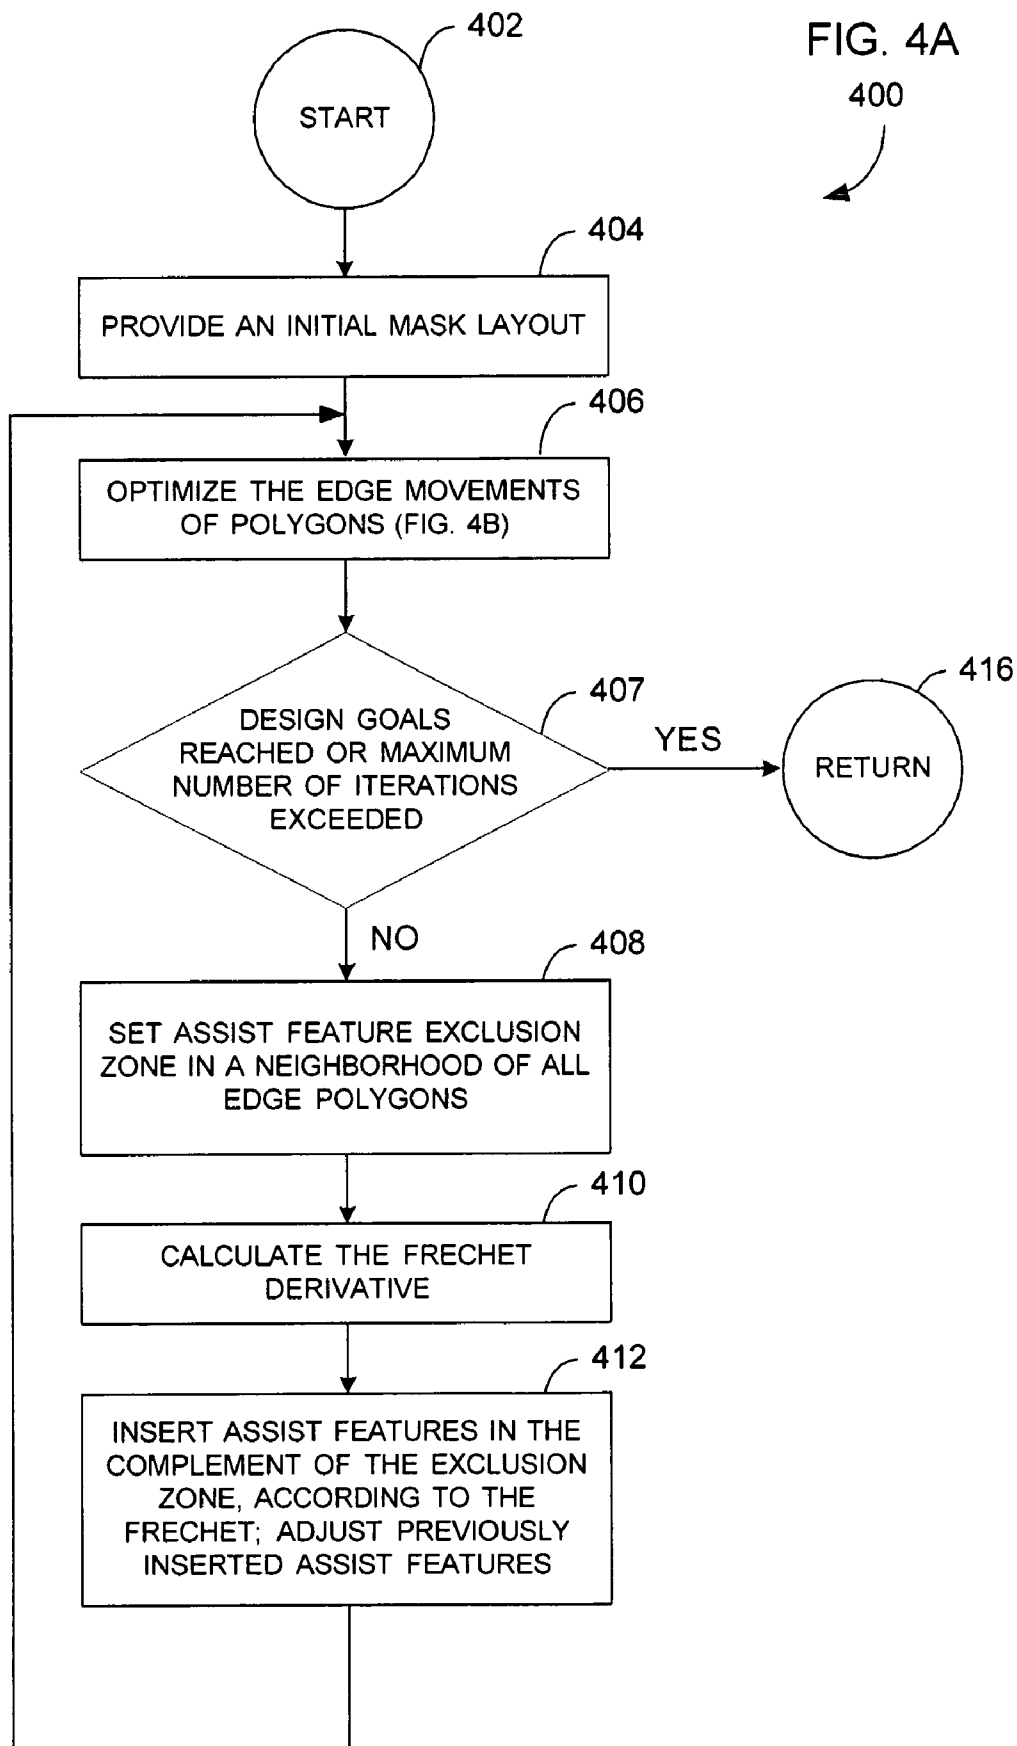 402
FIG. 4A
400
START
404
PROVIDE AN INITIAL MASK LAYOUT
406
OPTIMIZE THE EDGE MOVEMENTS
OF POLYGONS (FIG. 4B)
407
DESIGN GOALS
REACHED OR MAXIMUM
NUMBER OF ITERATIONS
EXCEEDED
YES
416
RETURN
NO
408
SET ASSIST FEATURE EXCLUSION
ZONE IN A NEIGHBORHOOD OF ALL
EDGE POLYGONS
410
CALCULATE THE FRECHET
DERIVATIVE
412
INSERT ASSIST FEATURES IN THE
COMPLEMENT OF THE EXCLUSION
ZONE, ACCORDING TO THE
FRECHET; ADJUST PREVIOUSLY
INSERTED ASSIST FEATURES